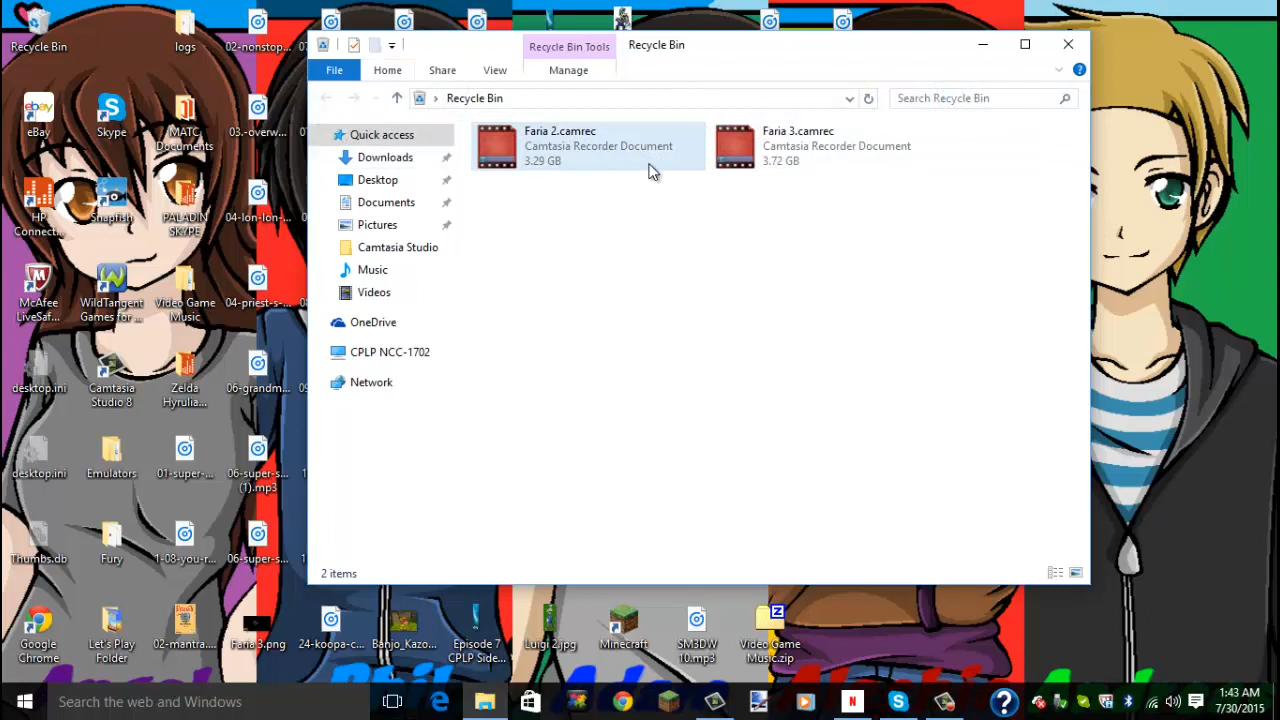 Recycle Bin
logs
02-nonstop...
eBay
Skype
MATC Documents
03.-overw...
HP Connect...
Snapfish
PALADIN SKYPE
04-lon-lon-...
McAfee LiveSaf...
WildTangent Games for ...
Video Game Music
04-priest-s-...
desktop.ini
Camtasia Studio 8
Zelda Hyrulia...
06-grandm...
desktop.ini
Emulators
01-super-...
06-super-s... (1).mp3
Thumbs.db
Fury
1-08-you-r...
06-super-s...
Google Chrome
Let's Play Folder
02-mantra....
Faria 3.png
24-koopa-c...
Banjo_Kazo...
Episode 7 CPLP Side...
Luigi 2.jpg
Minecraft
SM3DW 10.mp3
Video Game Music.zip
Recycle Bin Tools
Recycle Bin
File
Home
Share
View
Manage
Recycle Bin
Search Recycle Bin
Quick access
Downloads
Desktop
Documents
Pictures
Camtasia Studio
Music
Videos
OneDrive
CPLP NCC-1702
Network
Faria 2.camrec
Camtasia Recorder Document
3.29 GB
Faria 3.camrec
Camtasia Recorder Document
3.72 GB
2 items
Search the web and Windows
1:43 AM
7/30/2015